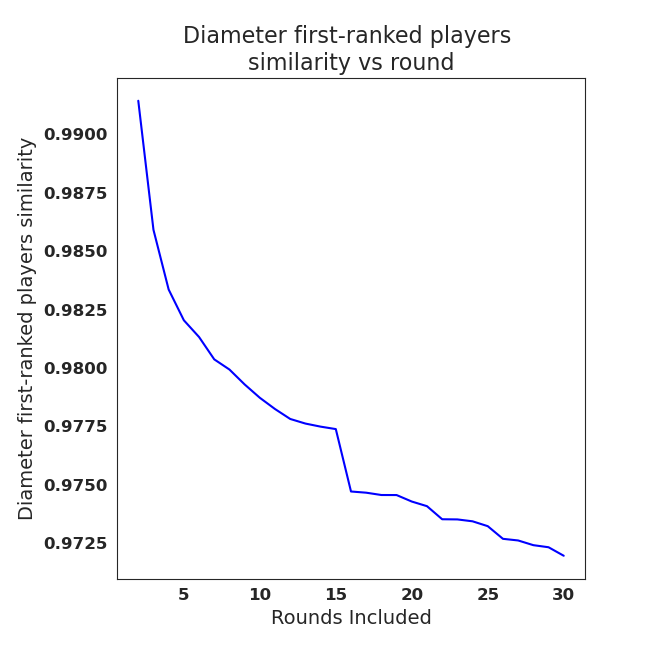 Diameter first-ranked players
similarity vs round
Diameter first-ranked players similarity
0.9900
0.9875
0.9850
0.9825
0.9800
0.9775
0.9750
0.9725
5 10 15 20 25 30
Rounds Included